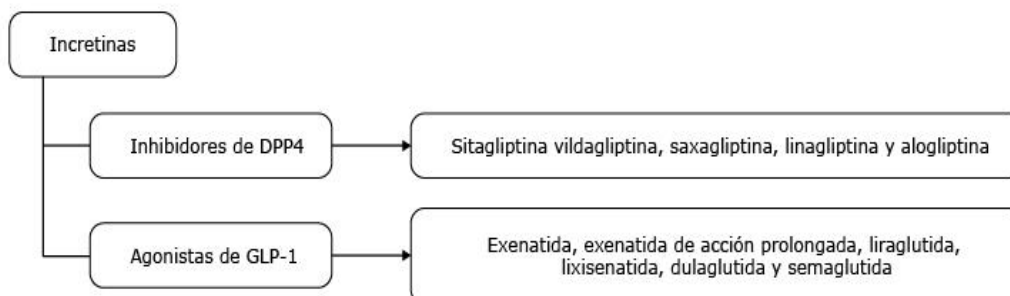 Incretinas
Inhibidores de DPP4
Sitagliptina vildagliptina, saxagliptina, linagliptina y alogliptina
Agonistas de GLP-1
Exenatida, exenatida de acción prolongada, liraglutida,
lixisenatida, dulaglutida y semaglutida